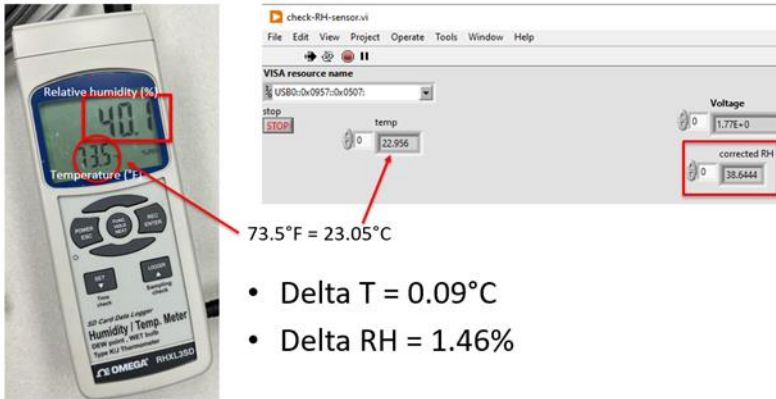 Relative humidity (%)
40.1
73.5
%RH
Temperature (°F)
POWER
ESC
FUNC
HOLD
NEXT
REC
ENTER
SET
▼
Time
check
LOGGER
▲
Sampling
check
SD Card Data Logger
Humidity / Temp. Meter
DEW point, WET bulb
Type K/J Thermometer
OMEGA RHXL3SD
check-RH-sensor.vi
File Edit View Project Operate Tools Window Help
VISA resource name
USB0::0x0957::0x0507:
stop
STOP
temp
0 22.956
Voltage
0 1.77E+0
corrected RH
0 38.6444
73.5°F = 23.05°C
• Delta T = 0.09°C
• Delta RH = 1.46%